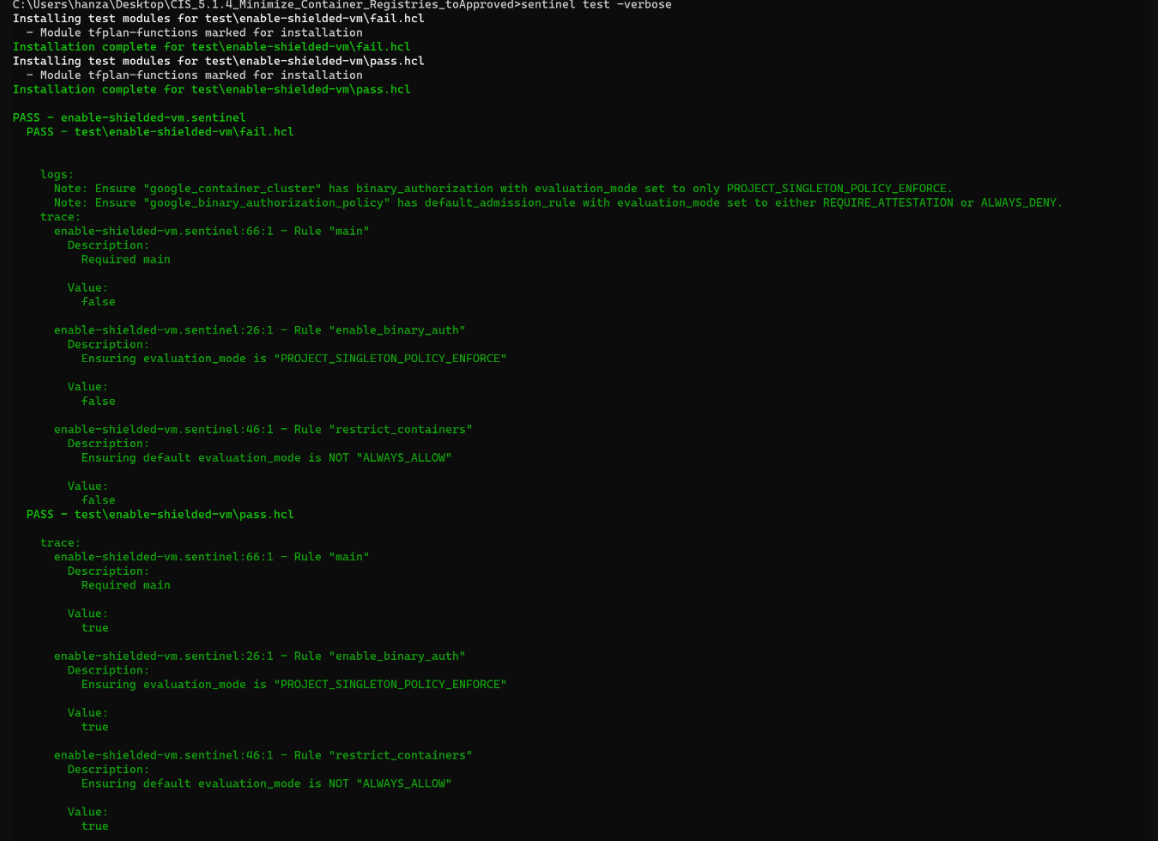 C:\Users\hanza\Desktop\CIS_5.1.4_Minimize_Container_Registries_toApproved>sentinel test -verbose
Installing test modules for test\enable-shielded-vm\fail.hcl
  - Module tfplan-functions marked for installation
Installation complete for test\enable-shielded-vm\fail.hcl
Installing test modules for test\enable-shielded-vm\pass.hcl
  - Module tfplan-functions marked for installation
Installation complete for test\enable-shielded-vm\pass.hcl
PASS - enable-shielded-vm.sentinel
  PASS - test\enable-shielded-vm\fail.hcl
    logs:
      Note: Ensure "google_container_cluster" has binary_authorization with evaluation_mode set to only PROJECT_SINGLETON_POLICY_ENFORCE.
      Note: Ensure "google_binary_authorization_policy" has default_admission_rule with evaluation_mode set to either REQUIRE_ATTESTATION or ALWAYS_DENY.
    trace:
      enable-shielded-vm.sentinel:66:1 - Rule "main"
        Description:
          Required main
        Value:
          false
      enable-shielded-vm.sentinel:26:1 - Rule "enable_binary_auth"
        Description:
          Ensuring evaluation_mode is "PROJECT_SINGLETON_POLICY_ENFORCE"
        Value:
          false
      enable-shielded-vm.sentinel:46:1 - Rule "restrict_containers"
        Description:
          Ensuring default evaluation_mode is NOT "ALWAYS_ALLOW"
        Value:
          false
  PASS - test\enable-shielded-vm\pass.hcl
    trace:
      enable-shielded-vm.sentinel:66:1 - Rule "main"
        Description:
          Required main
        Value:
          true
      enable-shielded-vm.sentinel:26:1 - Rule "enable_binary_auth"
        Description:
          Ensuring evaluation_mode is "PROJECT_SINGLETON_POLICY_ENFORCE"
        Value:
          true
      enable-shielded-vm.sentinel:46:1 - Rule "restrict_containers"
        Description:
          Ensuring default evaluation_mode is NOT "ALWAYS_ALLOW"
        Value:
          true